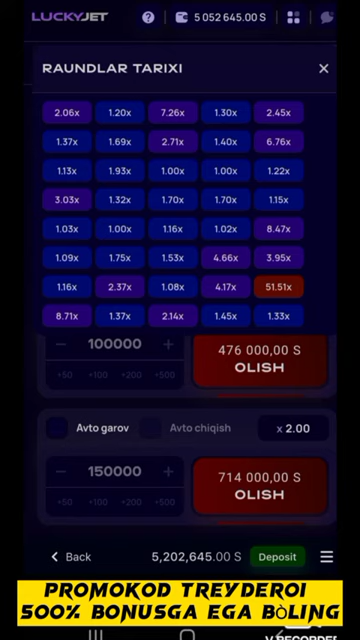 LUCKYJET
? 5 052 645.00 S
RAUNDLAR TARIXI ×
2.06x 1.20x 7.26x 1.30x 2.45x
1.37x 1.69x 2.71x 1.40x 6.76x
1.13x 1.93x 1.00x 1.00x 1.22x
3.03x 1.32x 1.70x 1.70x 1.15x
1.03x 1.00x 1.16x 1.02x 8.47x
1.09x 1.75x 1.53x 4.66x 3.95x
1.16x 2.37x 1.08x 4.17x 51.51x
8.71x 1.37x 2.14x 1.45x 1.33x
− 100000 +
+50 +100 +200 +500
476 000,00 S
OLISH
Avto garov Avto chiqish x 2.00
− 150000 +
+50 +100 +200 +500
714 000,00 S
OLISH
Back 5,202,645.00 S Deposit
PROMOKOD TREYDEROI
500% BONUSGA EGA BÒLING
V RECORDER